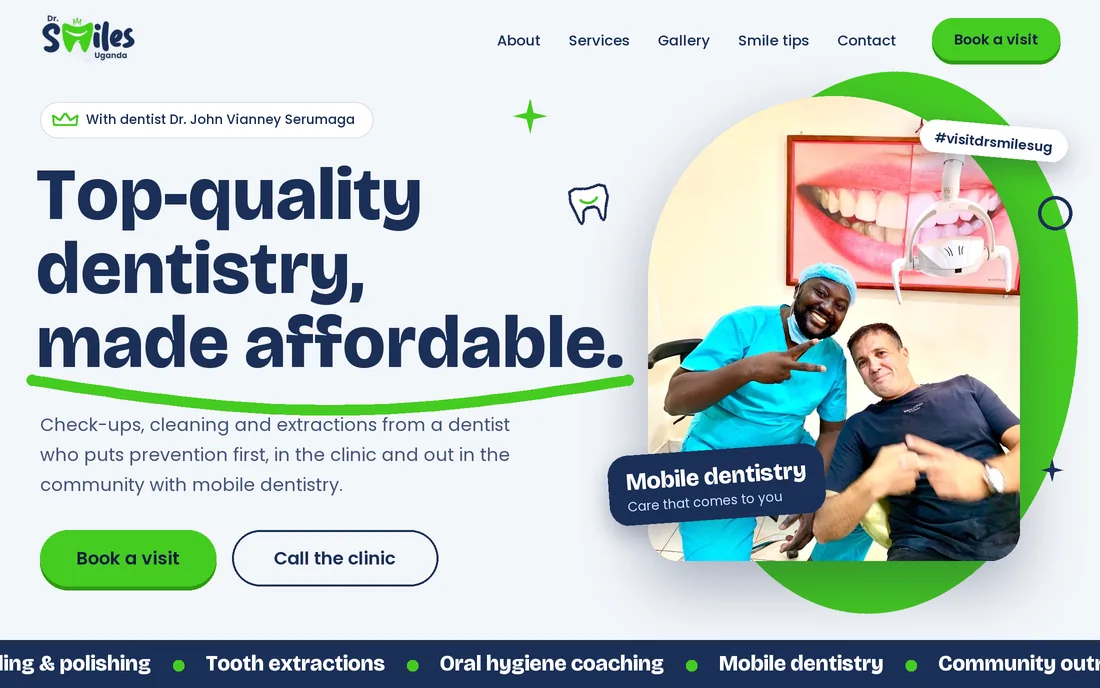 Dr.
Smiles
Uganda
About
Services
Gallery
Smile tips
Contact
Book a visit
With dentist Dr. John Vianney Serumaga
#visitdrsmilesug
Top-quality
dentistry,
made affordable.
Check-ups, cleaning and extractions from a dentist
who puts prevention first, in the clinic and out in the
community with mobile dentistry.
Mobile dentistry
Care that comes to you
Book a visit
Call the clinic
& polishing
Tooth extractions
Oral hygiene coaching
Mobile dentistry
Community